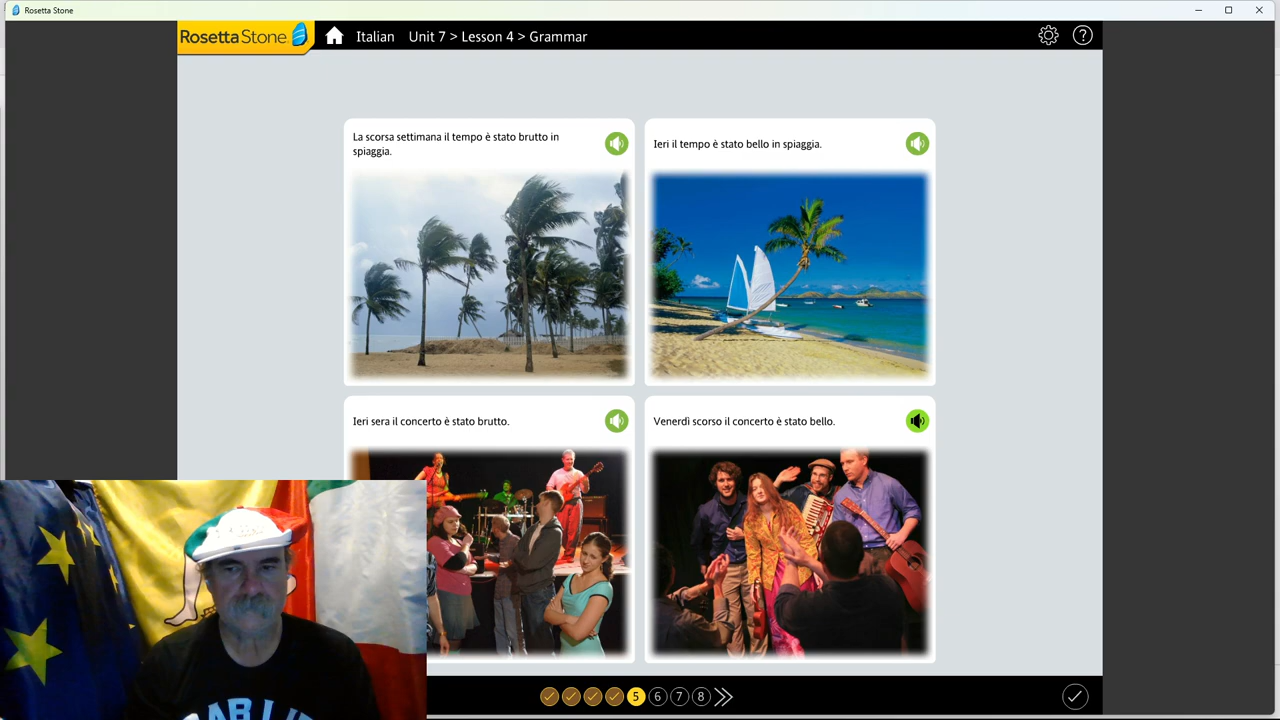 Rosetta Stone
RosettaStone
Italian Unit 7 > Lesson 4 > Grammar
?
La scorsa settimana il tempo è stato brutto in
spiaggia.
Ieri il tempo è stato bello in spiaggia.
Ieri sera il concerto è stato brutto.
Venerdì scorso il concerto è stato bello.
5 6 7 8